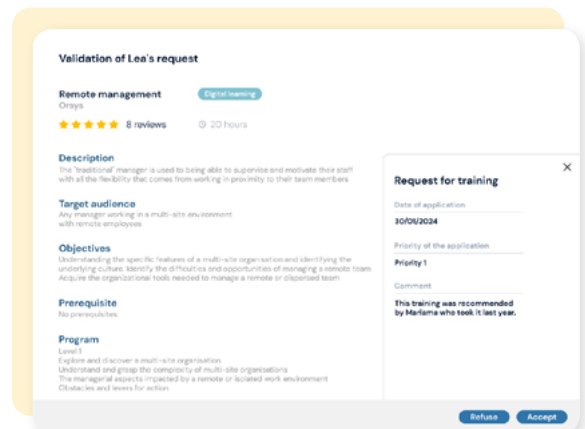 Validation of Lea's request
Remote management
Digital learning
Orsys
8 reviews
20 hours
Description
The "traditional" manager is used to being able to supervise and motivate their staff
with all the flexibility that comes from working in proximity to their team members
Target audience
Any manager working in a multi-site environment
with remote employees
Objectives
Understanding the specific features of a multi-site organisation and identifying the
underlying culture. Identify the difficulties and opportunities of managing a remote team
Acquire the organizational tools needed to manage a remote or dispersed team
Prerequisite
No prerequisites.
Program
Level 1
Explore and discover a multi-site organisation
Understand and grasp the complexity of multi-site organisations
The managerial aspects impacted by a remote or isolated work environment
Obstacles and levers for action
Request for training
Date of application
30/01/2024
Priority of the application
Priority 1
Comment
This training was recommended
by Mariama who took it last year.
Refuse
Accept